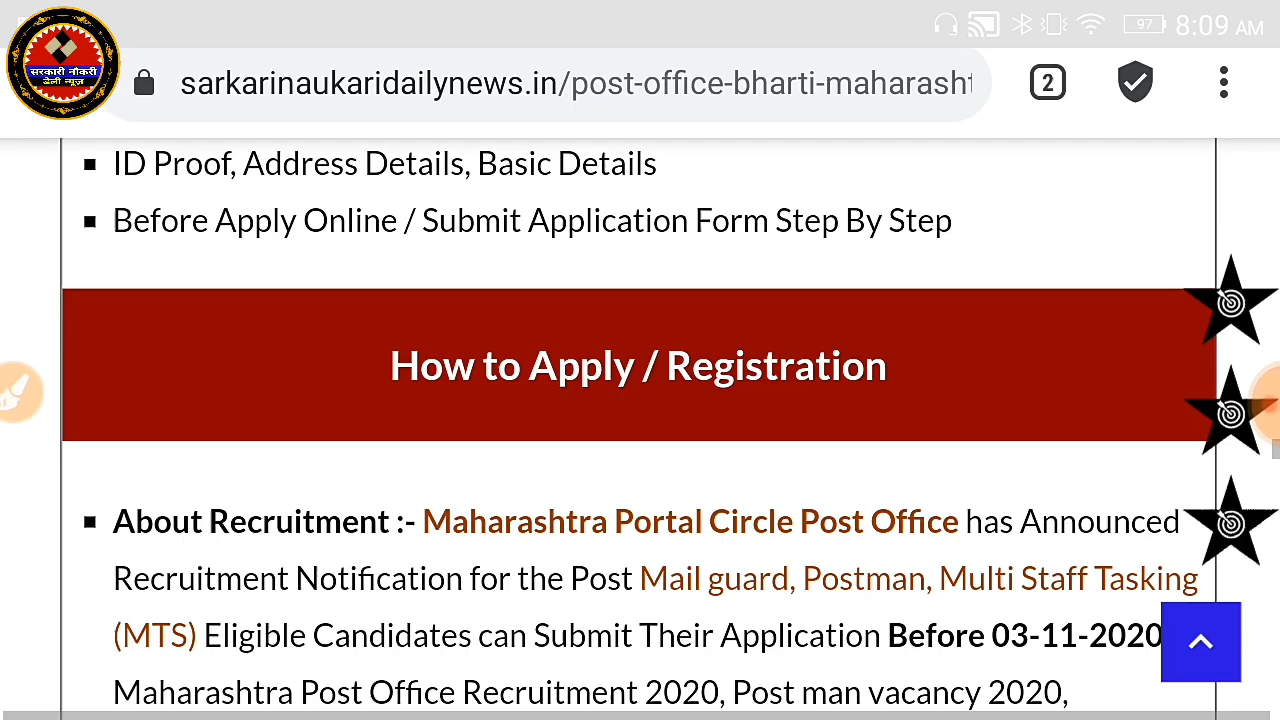 97 8:09 AM
सरकारी नौकरी
डेली न्यूज़
sarkarinaukaridailynews.in/post-office-bharti-maharasht
2
ID Proof, Address Details, Basic Details
Before Apply Online / Submit Application Form Step By Step
How to Apply / Registration
About Recruitment :- Maharashtra Portal Circle Post Office has Announced
Recruitment Notification for the Post Mail guard, Postman, Multi Staff Tasking
(MTS) Eligible Candidates can Submit Their Application Before 03-11-2020
Maharashtra Post Office Recruitment 2020, Post man vacancy 2020,